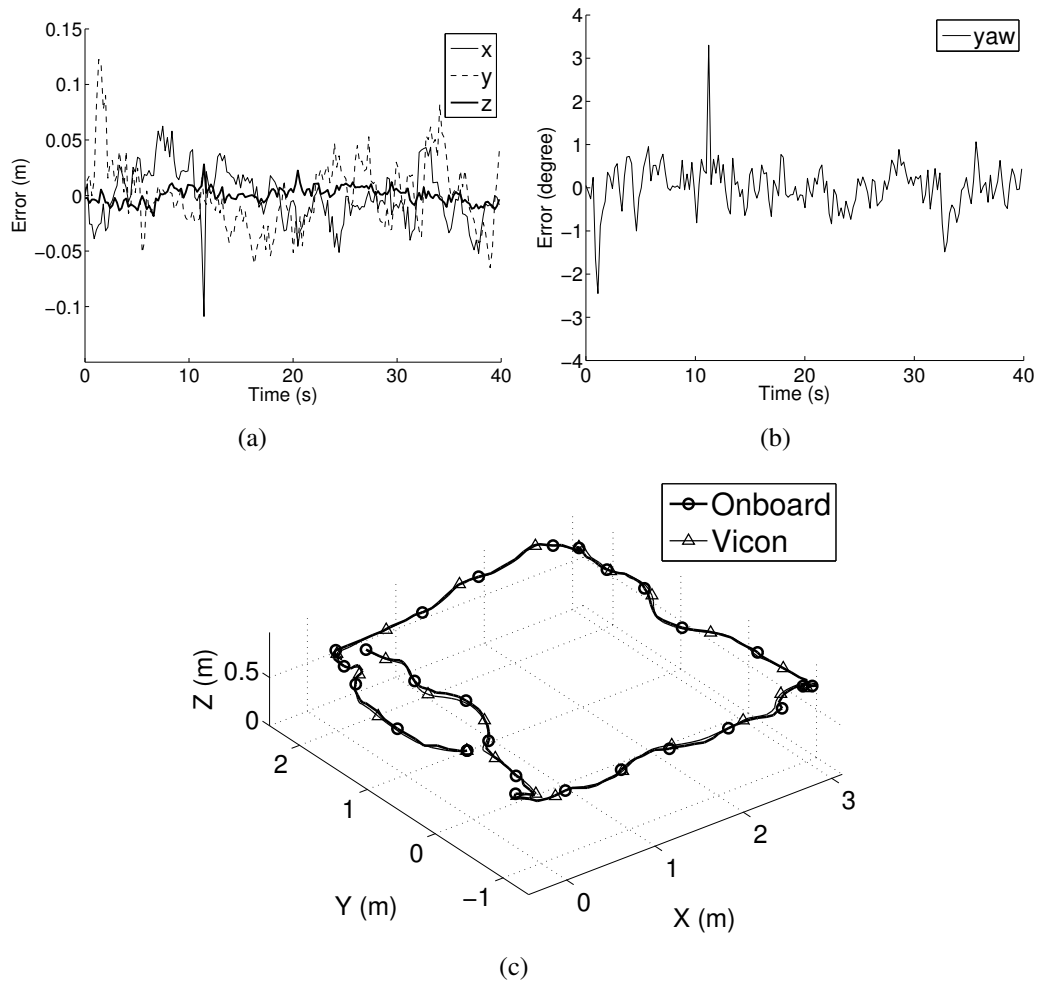 0.15
0.1
0.05
0
−0.05
−0.1
Error (m)
x
y
z
0 10 20 30 40
Time (s)
(a)
4
3
2
1
0
−1
−2
−3
−4
Error (degree)
yaw
0 10 20 30 40
Time (s)
(b)
Onboard
Vicon
Z (m)
0.5
0
2
1
0
−1
Y (m)
0
1
2
3
X (m)
(c)